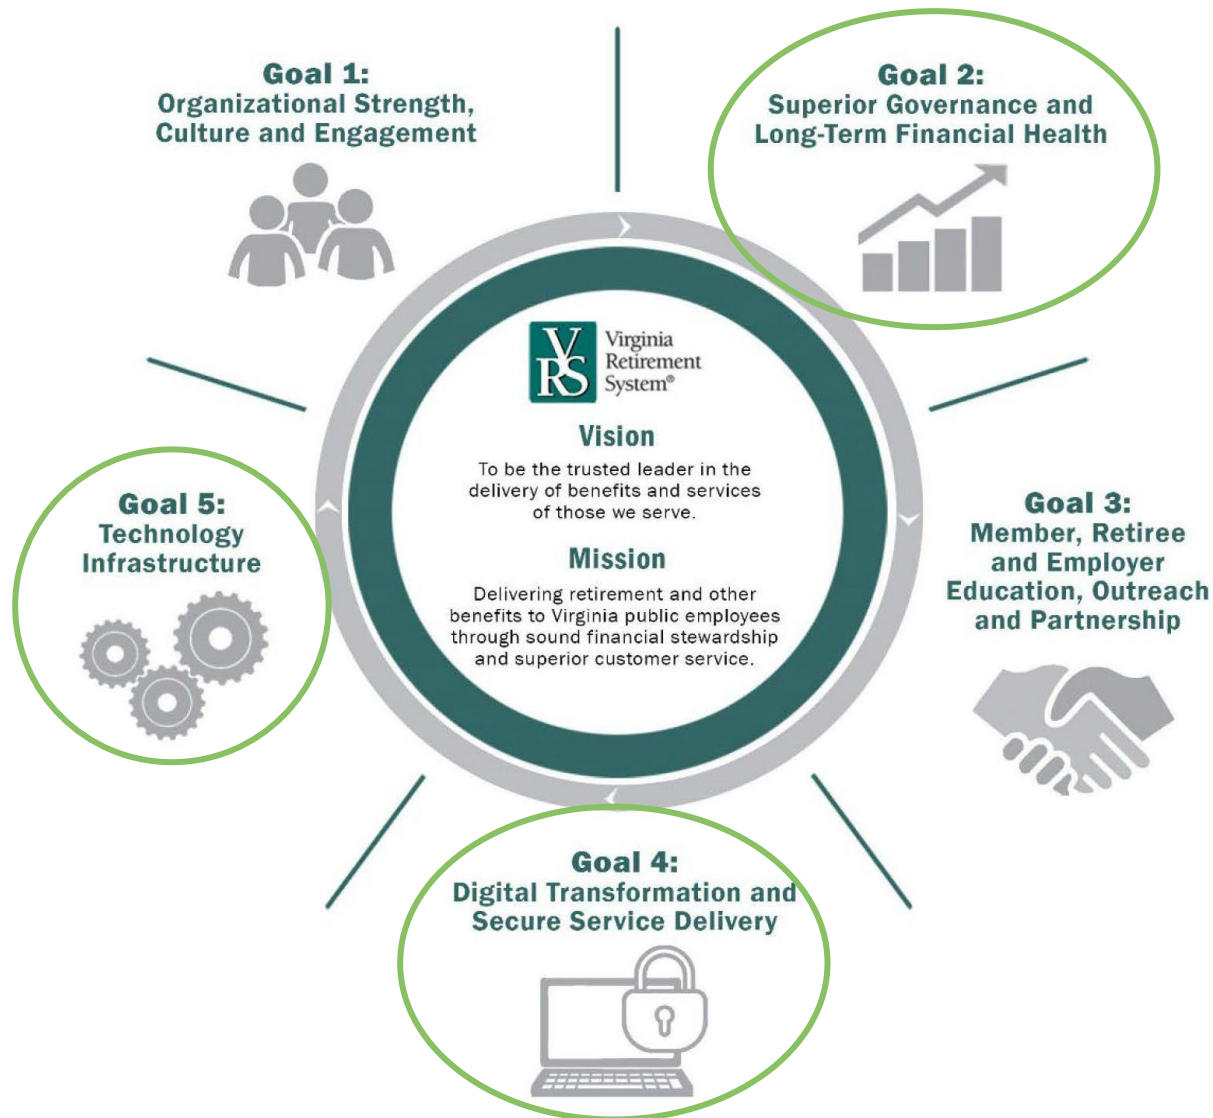 Goal 1:
Organizational Strength,
Culture and Engagement
Goal 2:
Superior Governance and
Long-Term Financial Health
VRS
Virginia
Retirement
System®
Vision
To be the trusted leader in the
delivery of benefits and services
of those we serve.
Mission
Delivering retirement and other
benefits to Virginia public employees
through sound financial stewardship
and superior customer service.
Goal 3:
Member, Retiree
and Employer
Education, Outreach
and Partnership
Goal 4:
Digital Transformation and
Secure Service Delivery
Goal 5:
Technology
Infrastructure